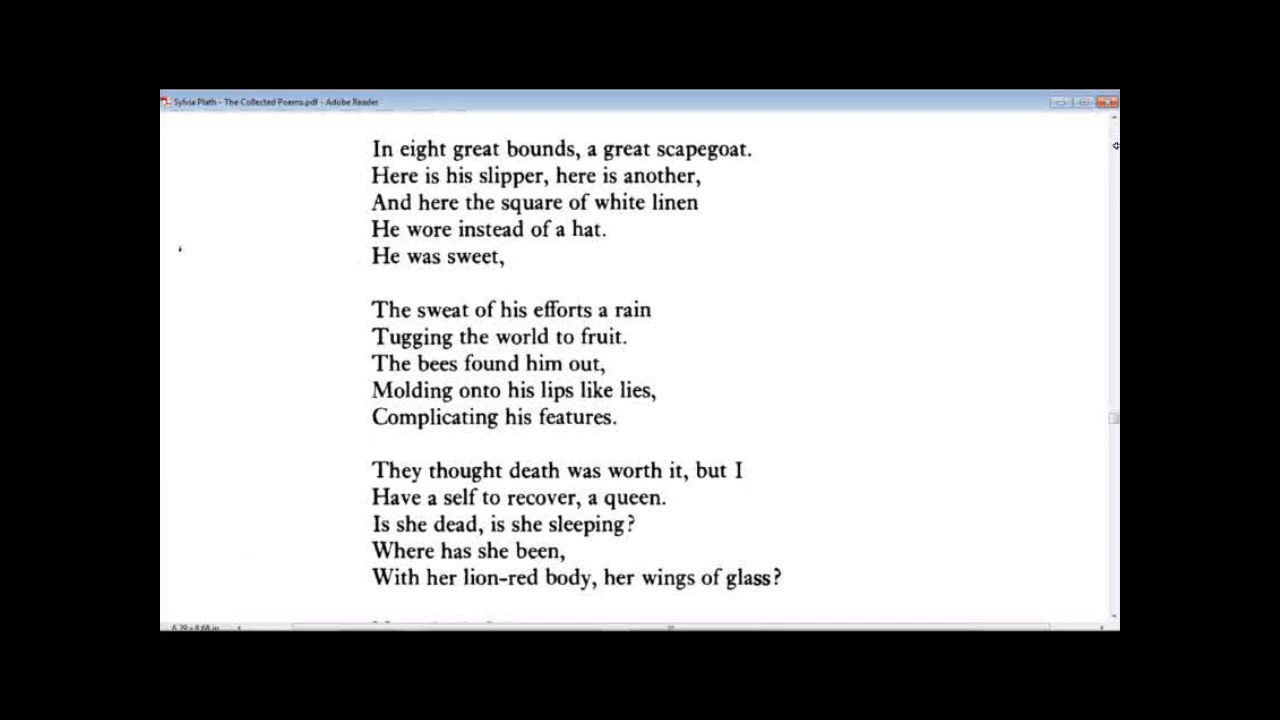 Sylvia Plath - The Collected Poems.pdf - Adobe Reader
In eight great bounds, a great scapegoat.
Here is his slipper, here is another,
And here the square of white linen
He wore instead of a hat.
He was sweet,
The sweat of his efforts a rain
Tugging the world to fruit.
The bees found him out,
Molding onto his lips like lies,
Complicating his features.
They thought death was worth it, but I
Have a self to recover, a queen.
Is she dead, is she sleeping?
Where has she been,
With her lion-red body, her wings of glass?